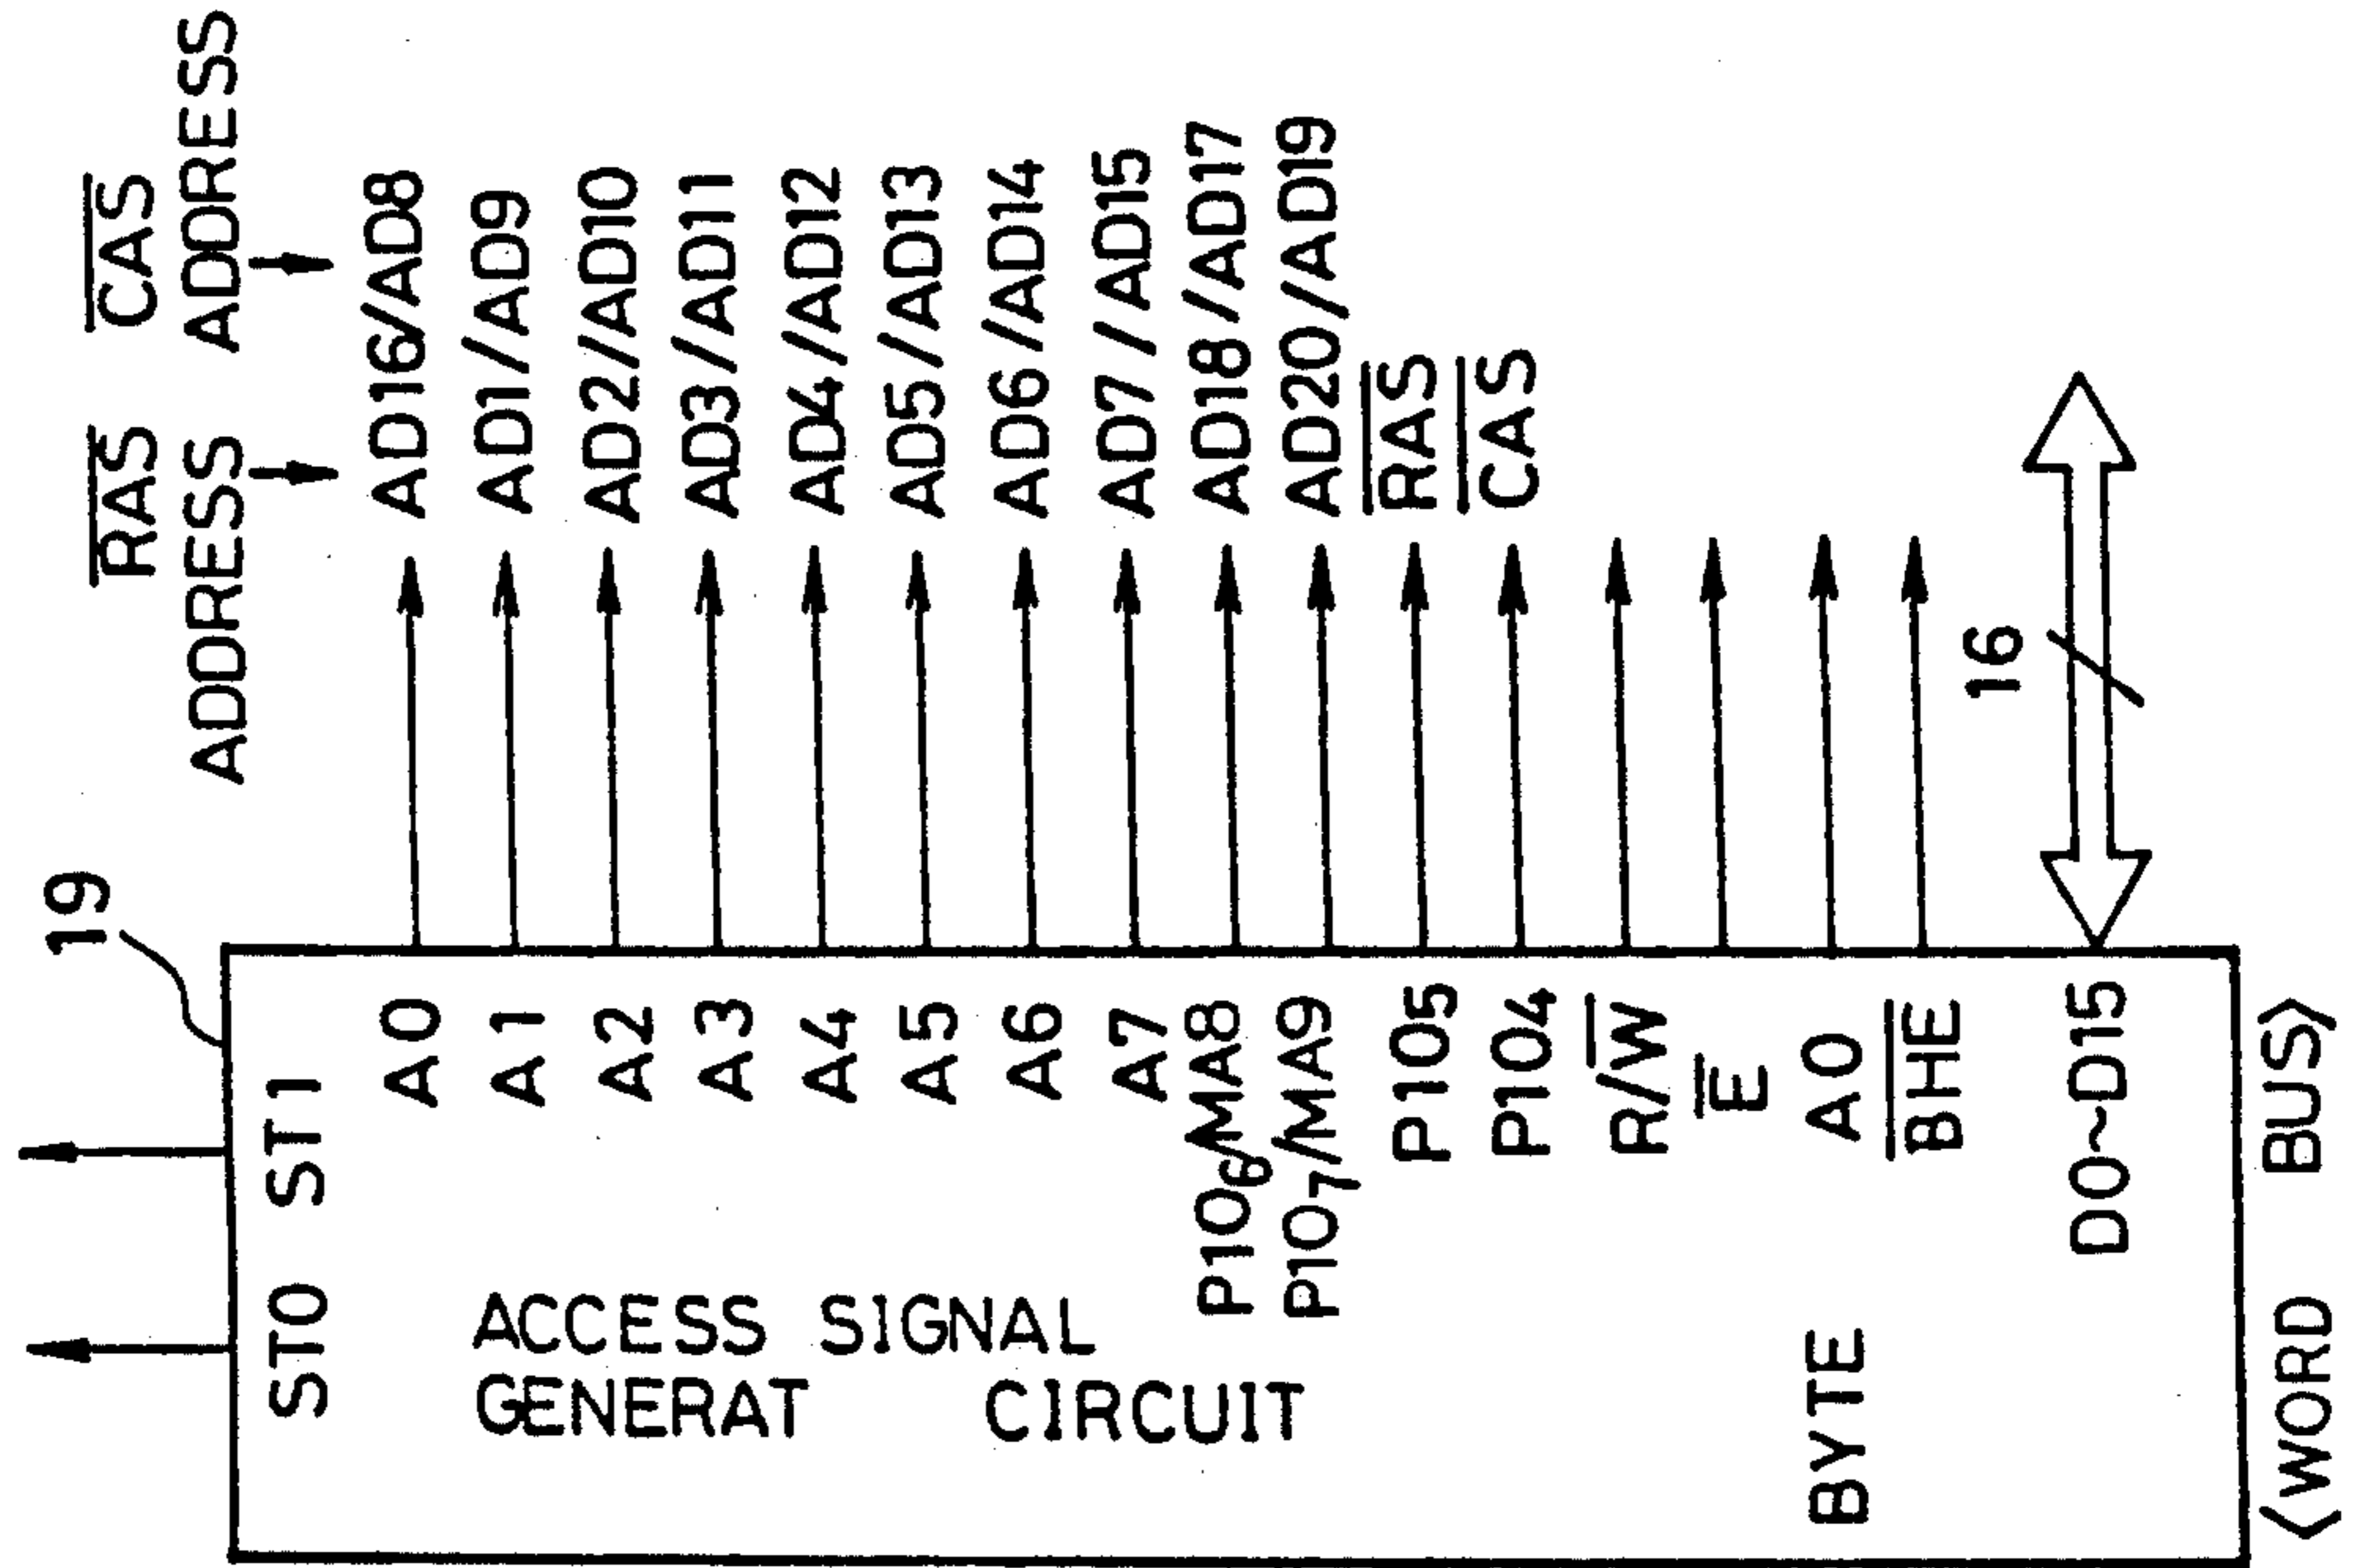 19
ST0 ST1
RAS ADDRESS
CAS ADDRESS
ACCESS SIGNAL
GENERAT CIRCUIT
A0 AD16/AD8
A1 AD1/AD9
A2 AD2/AD10
A3 AD3/AD11
A4 AD4/AD12
A5 AD5/AD13
A6 AD6/AD14
A7 AD7/AD15
P106/MA8 AD18/AD17
P107/MA9 AD20/AD19
P105 RAS
P104 CAS
R/W
E
BYTE A0
BHE
16
D0~D15
<WORD BUS>